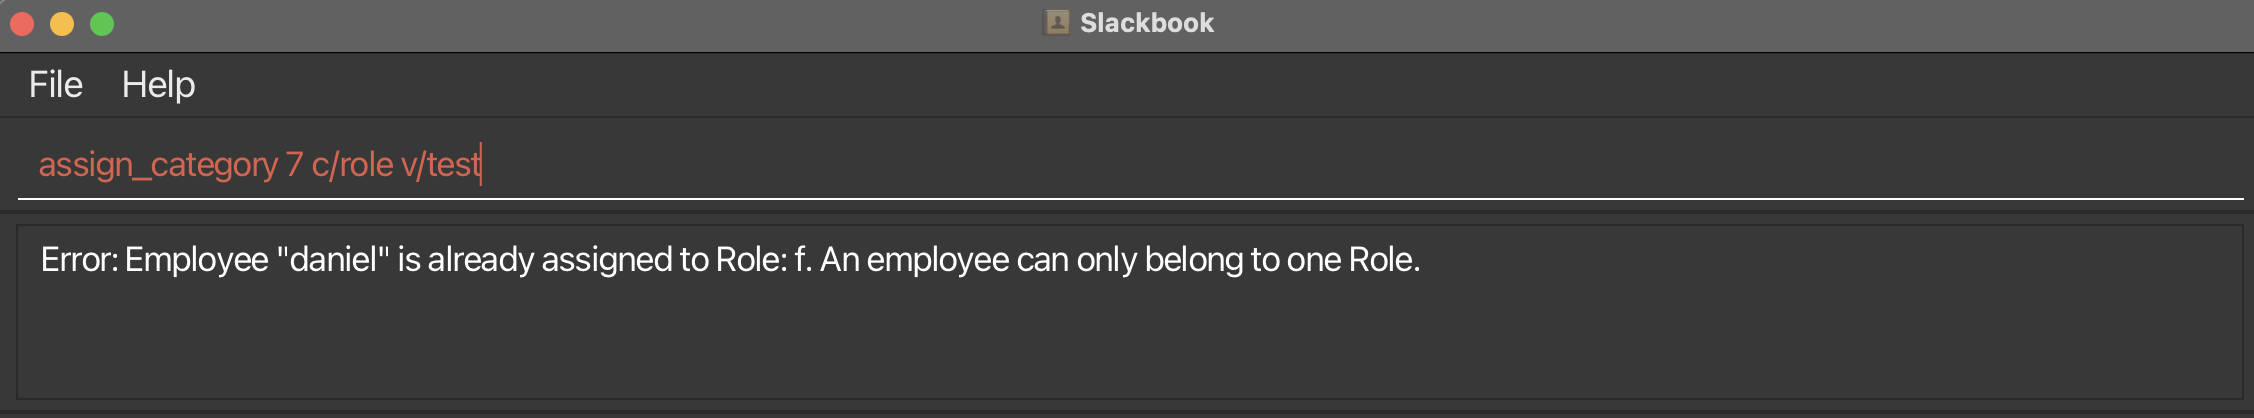 Slackbook
File Help
assign_category 7 c/role v/test
Error: Employee "daniel" is already assigned to Role: f. An employee can only belong to one Role.